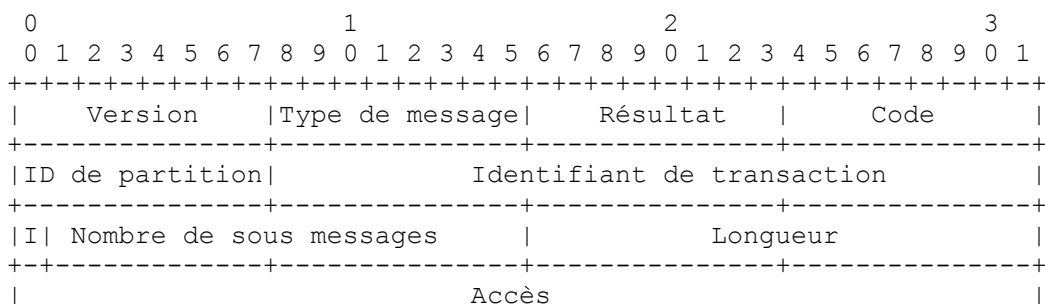 0                   1                   2                   3
 0 1 2 3 4 5 6 7 8 9 0 1 2 3 4 5 6 7 8 9 0 1 2 3 4 5 6 7 8 9 0 1
+-+-+-+-+-+-+-+-+-+-+-+-+-+-+-+-+-+-+-+-+-+-+-+-+-+-+-+-+-+-+-+-+
|    Version    |Type de message|    Résultat   |     Code      |
+---------------+---------------+---------------+---------------+
|ID de partition|            Identifiant de transaction         |
+---------------+---------------+---------------+---------------+
|I| Nombre de sous messages     |           Longueur            |
+-+-------------+---------------+---------------+---------------+
|                            Accès                              |